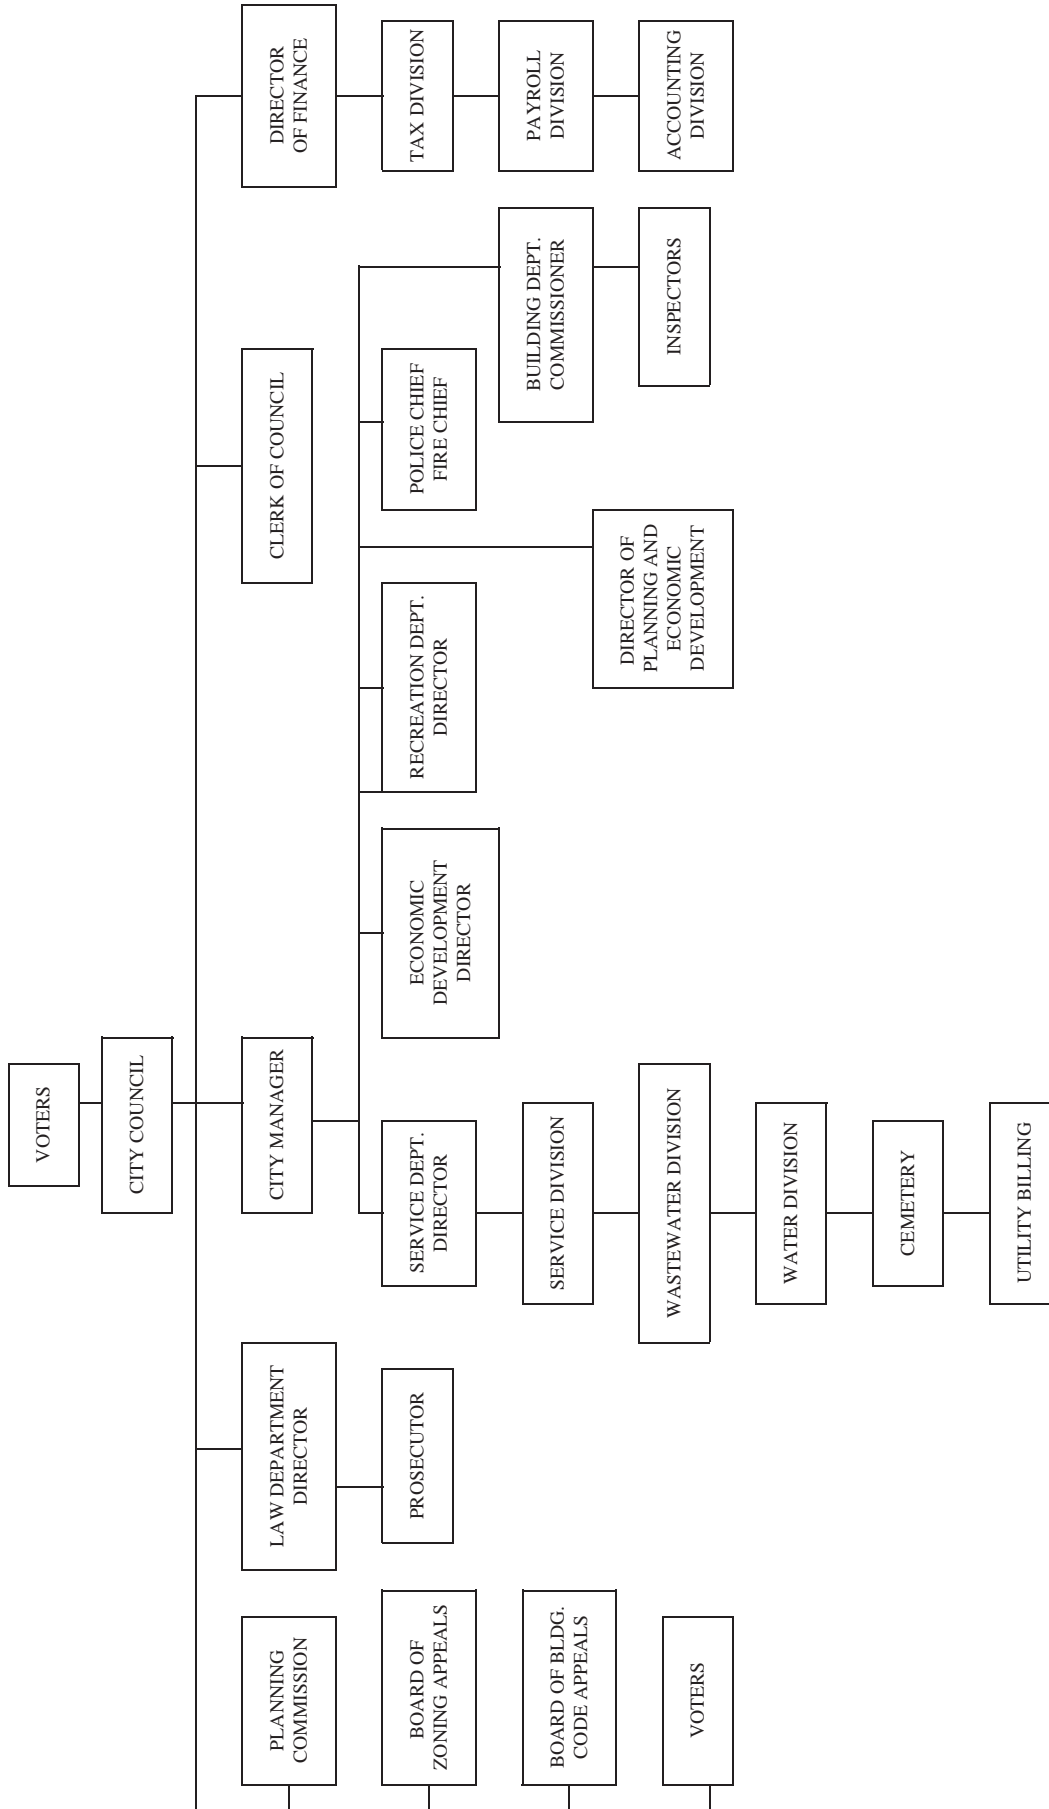 VOTERS
CITY COUNCIL
PLANNING
COMMISSION
LAW DEPARTMENT
DIRECTOR
CITY MANAGER
CLERK OF COUNCIL
DIRECTOR
OF FINANCE
BOARD OF
ZONING APPEALS
PROSECUTOR
SERVICE DEPT.
DIRECTOR
ECONOMIC
DEVELOPMENT
DIRECTOR
RECREATION DEPT.
DIRECTOR
POLICE CHIEF
FIRE CHIEF
TAX DIVISION
BOARD OF BLDG.
CODE APPEALS
SERVICE DIVISION
BUILDING DEPT.
COMMISSIONER
PAYROLL
DIVISION
VOTERS
WASTEWATER DIVISION
DIRECTOR OF
PLANNING AND
ECONOMIC
DEVELOPMENT
INSPECTORS
ACCOUNTING
DIVISION
WATER DIVISION
CEMETERY
UTILITY BILLING